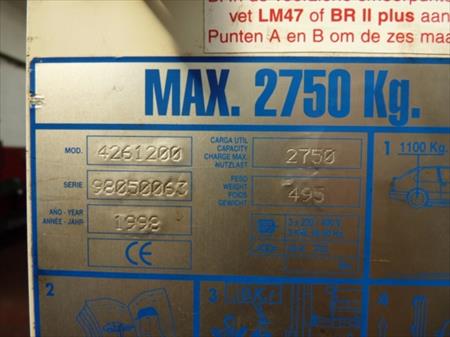 vet LM47 of BR II plus aan
Punten A en B om de zes maa
MAX. 2750 Kg.
MOD. 4261200
CARGA UTIL
CAPACITY
CHARGE MAX.
NUTZLAST
2750
1 1100 Kg.
SERIE 98050063
PESO
WEIGHT
POIDS
GEWICHT
495
AÑO - YEAR
ANNÉE - JAHR
1998
CE
2
3
4